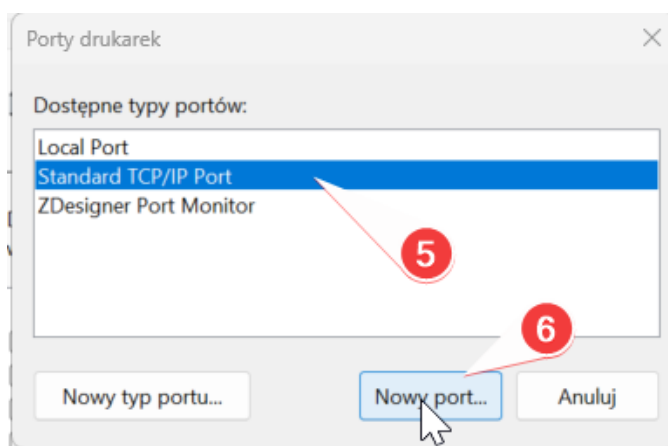 Porty drukarek
Dostępne typy portów:
Local Port
Standard TCP/IP Port
ZDesigner Port Monitor
5
6
Nowy typ portu... Nowy port... Anuluj